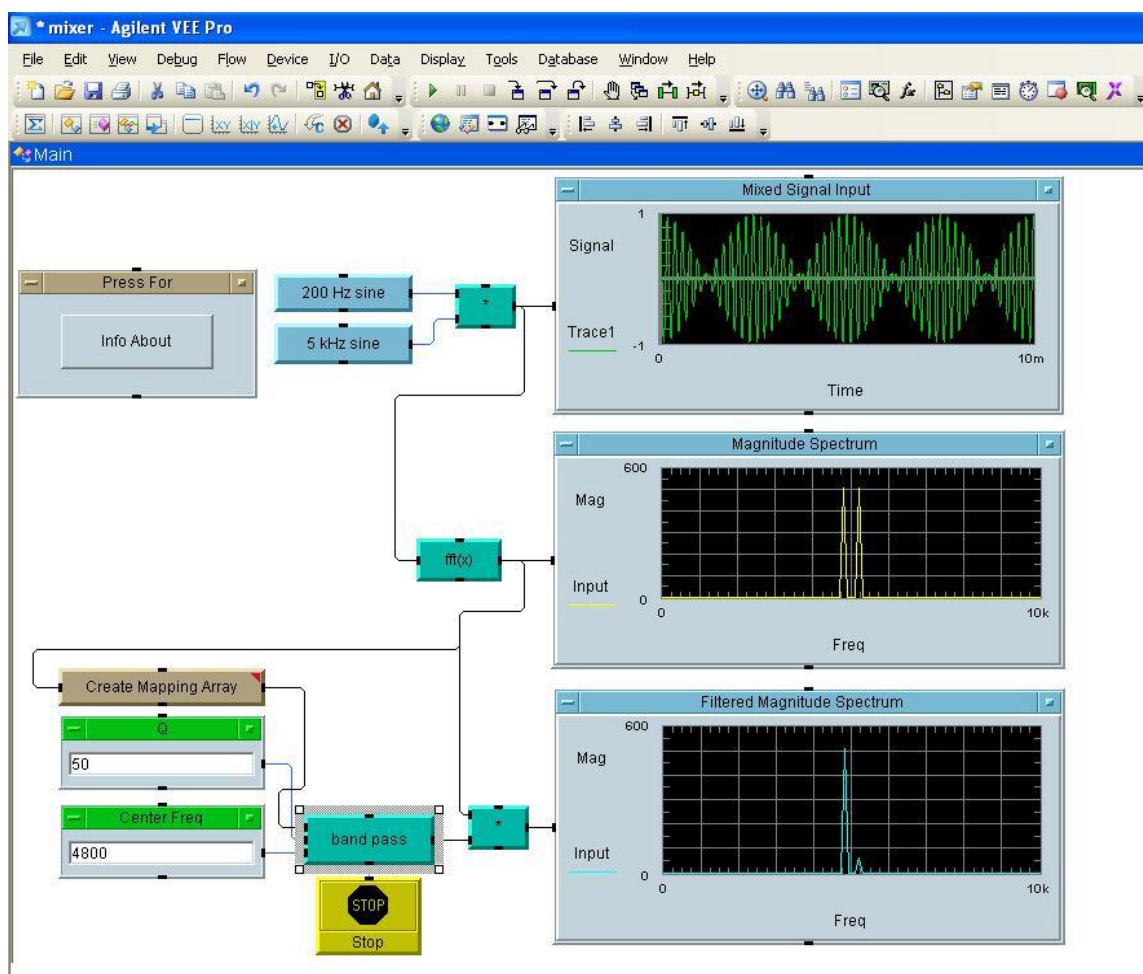 * mixer - Agilent VEE Pro
File Edit View Debug Flow Device I/O Data Display Tools Database Window Help
Main
Mixed Signal Input
Signal
Trace1
1
-1
0
10m
Time
Press For
Info About
200 Hz sine
5 kHz sine
*
Magnitude Spectrum
Mag
Input
600
0
0
10k
Freq
fft(x)
Create Mapping Array
Q
50
Center Freq
4800
band pass
*
STOP
Stop
Filtered Magnitude Spectrum
Mag
Input
600
0
0
10k
Freq